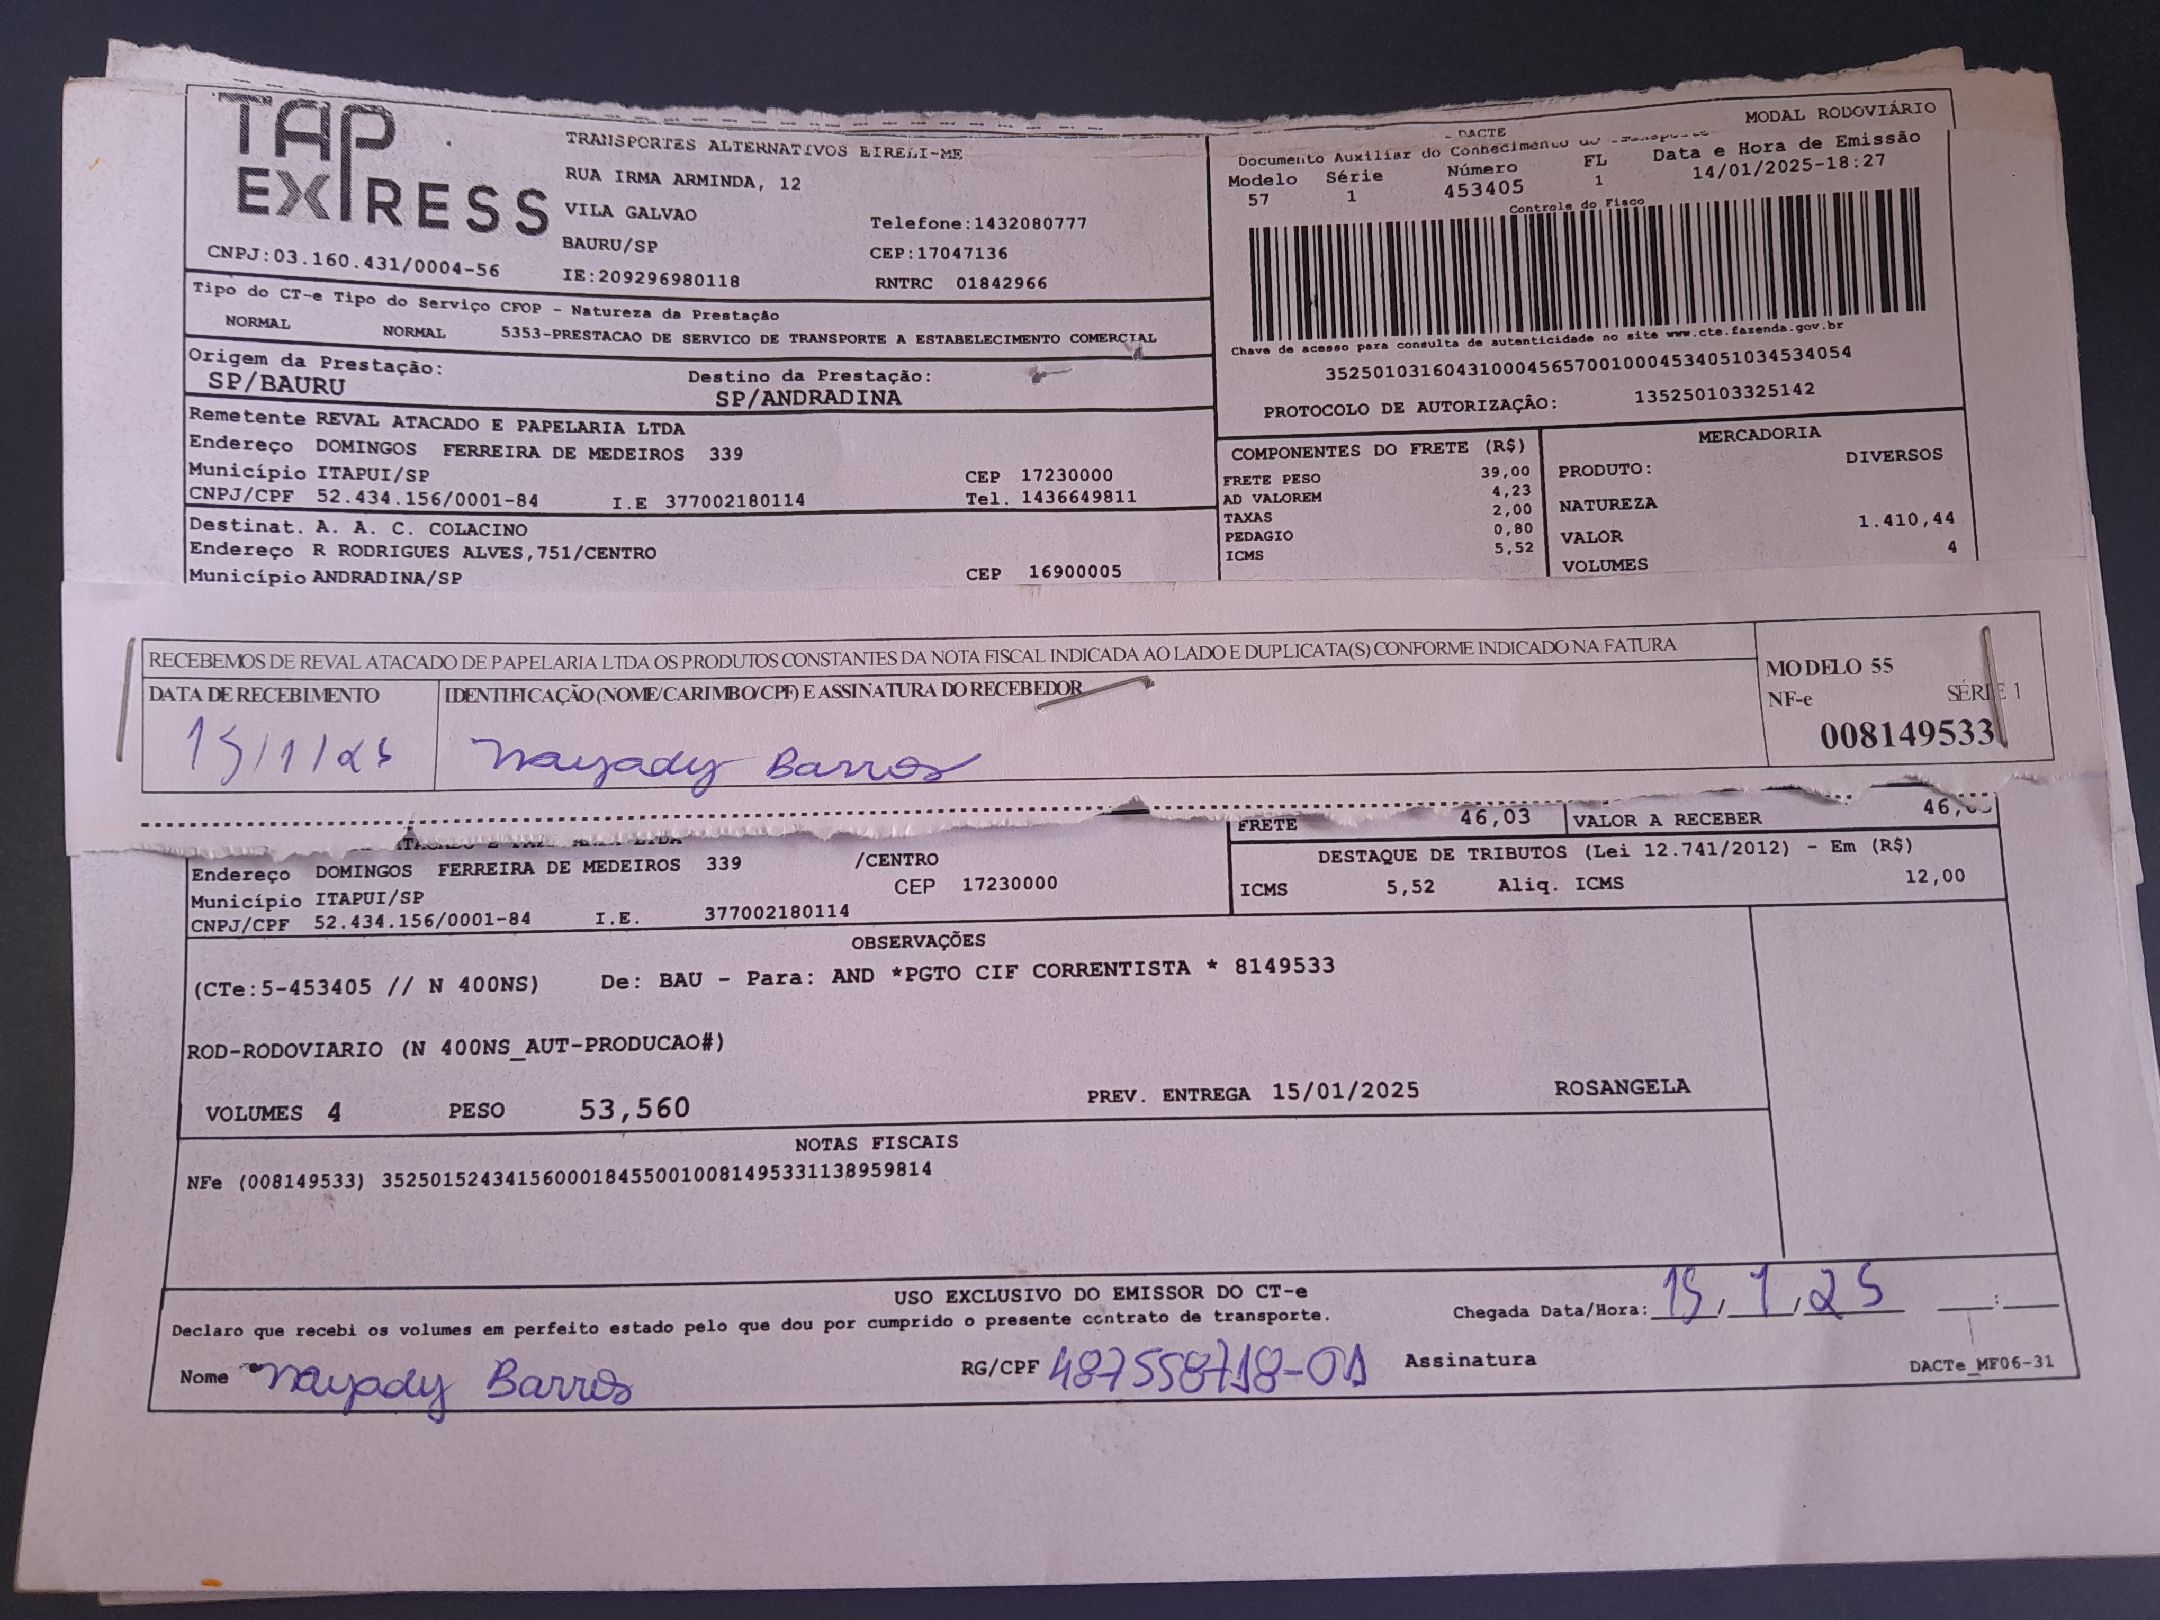 TAP EXPRESS
TRANSPORTES ALTERNATIVOS EIRELI-ME
RUA IRMA ARMINDA, 12
VILA GALVAO
Telefone:1432080777
BAURU/SP
CEP:17047136
CNPJ:03.160.431/0004-56
IE:209296980118
RNTRC 01842966
MODAL RODOVIÁRIO
DACTE
Documento Auxiliar do Conhecimento
Data e Hora de Emissão
Modelo Série Número FL
57 1 453405 1 14/01/2025-18:27
Controle do Fisco
Chave de acesso para consulta de autenticidade no site www.cte.fazenda.gov.br
35250103160431000456570010004534051034534054
PROTOCOLO DE AUTORIZAÇÃO: 135250103325142
Tipo do CT-e Tipo do Serviço CFOP - Natureza da Prestação
NORMAL NORMAL 5353-PRESTACAO DE SERVICO DE TRANSPORTE A ESTABELECIMENTO COMERCIAL
Origem da Prestação: Destino da Prestação:
SP/BAURU SP/ANDRADINA
Remetente REVAL ATACADO E PAPELARIA LTDA
Endereço DOMINGOS FERREIRA DE MEDEIROS 339
Município ITAPUI/SP CEP 17230000
CNPJ/CPF 52.434.156/0001-84 I.E 377002180114 Tel. 1436649811
Destinat. A. A. C. COLACINO
Endereço R RODRIGUES ALVES,751/CENTRO
Município ANDRADINA/SP CEP 16900005
COMPONENTES DO FRETE (R$)
FRETE PESO 39,00
AD VALOREM 4,23
TAXAS 2,00
PEDAGIO 0,80
ICMS 5,52
MERCADORIA
PRODUTO: DIVERSOS
NATUREZA
VALOR 1.410,44
VOLUMES 4
RECEBEMOS DE REVAL ATACADO DE PAPELARIA LTDA OS PRODUTOS CONSTANTES DA NOTA FISCAL INDICADA AO LADO E DUPLICATA(S) CONFORME INDICADO NA FATURA
DATA DE RECEBIMENTO IDENTIFICAÇÃO (NOME/CARIMBO/CPF) E ASSINATURA DO RECEBEDOR
15/1/25 Nayady Barros
MODELO 55
NF-e SÉRIE 1
008149533
FRETE 46,03 VALOR A RECEBER
Endereço DOMINGOS FERREIRA DE MEDEIROS 339 /CENTRO
Município ITAPUI/SP CEP 17230000
CNPJ/CPF 52.434.156/0001-84 I.E. 377002180114
DESTAQUE DE TRIBUTOS (Lei 12.741/2012) - Em (R$)
ICMS 5,52 Aliq. ICMS 12,00
OBSERVAÇÕES
(CTe:5-453405 // N 400NS) De: BAU - Para: AND *PGTO CIF CORRENTISTA * 8149533
ROD-RODOVIARIO (N 400NS_AUT-PRODUCAO#)
VOLUMES 4 PESO 53,560 PREV. ENTREGA 15/01/2025 ROSANGELA
NOTAS FISCAIS
NFe (008149533) 35250152434156000184550010081495331138959814
USO EXCLUSIVO DO EMISSOR DO CT-e
Declaro que recebi os volumes em perfeito estado pelo que dou por cumprido o presente contrato de transporte. Chegada Data/Hora: 15/1/25 __:__
Nome Nayady Barros RG/CPF 487558718-01 Assinatura
DACTe_MF06-31